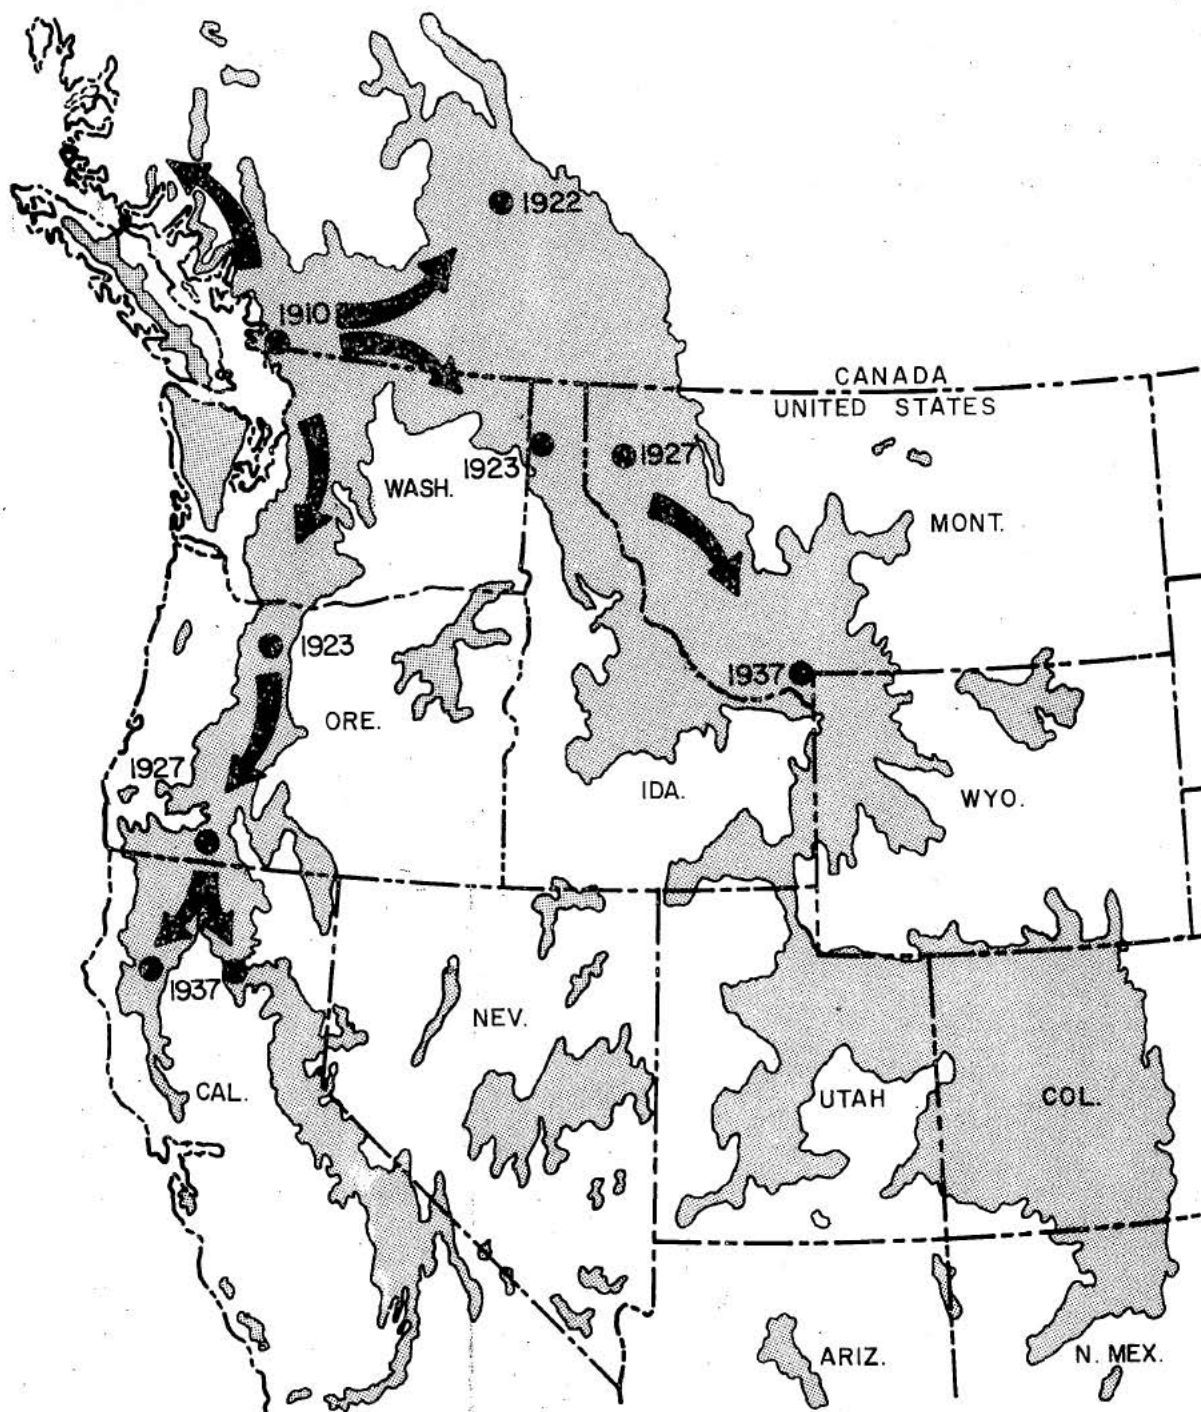 1922
1910
CANADA
UNITED STATES
1923
1927
WASH.
MONT.
1923
1937
ORE.
1927
IDA.
WYO.
1937
NEV.
CAL.
UTAH
COL.
ARIZ.
N. MEX.